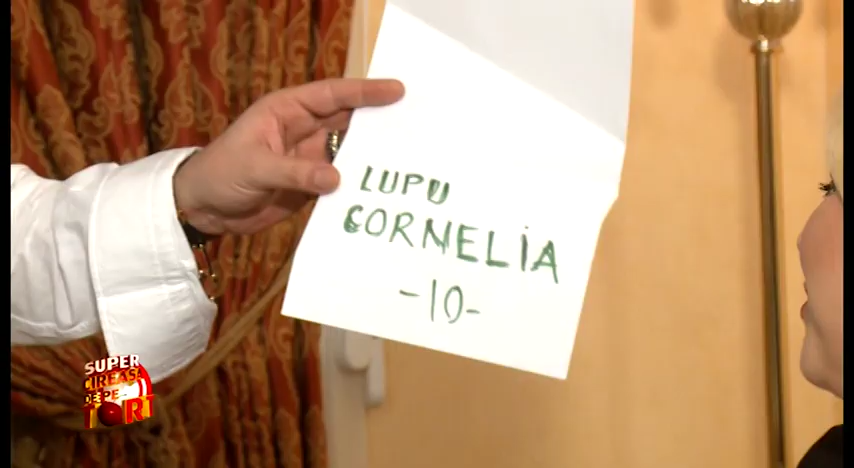 LUPU
CORNELIA
-10-
SUPER
CIREAȘA
DE PE
TORT